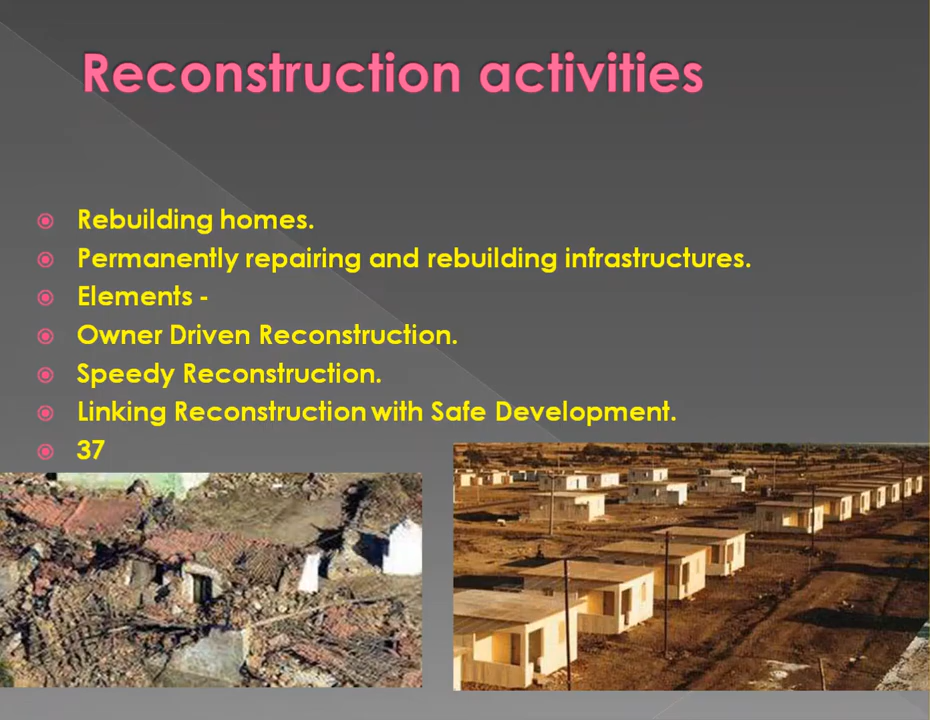 Reconstruction activities
Rebuilding homes.
Permanently repairing and rebuilding infrastructures.
Elements -
Owner Driven Reconstruction.
Speedy Reconstruction.
Linking Reconstruction with Safe Development.
37